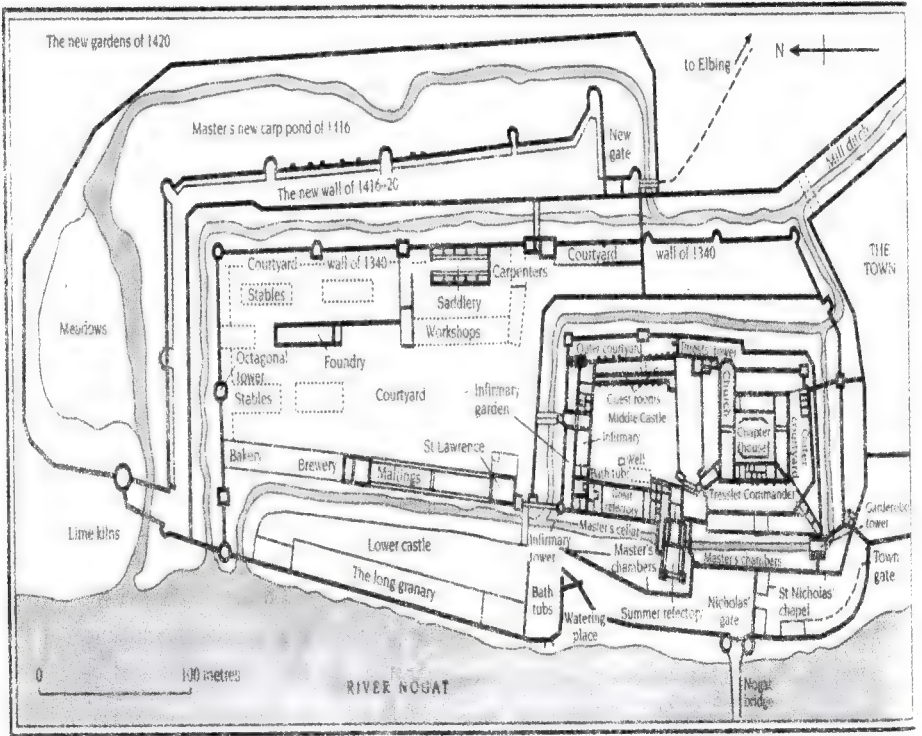 The new gardens of 1420
N
to Elbing
Master's new carp pond of 1416
New
gate
Mill ditch
The new wall of 1416-20
THE
TOWN
Courtyard
wall of 1340
Courtyard
wall of 1340
Carpenters
Stables
Saddlery
Meadows
Workshops
Foundry
Octagonal
tower
Outer courtyard
tower
Guest rooms
Church
Stables
Courtyard
Infirmary
garden
Middle Castle
Chapter
house
Outer
courtyard
Infirmary
St Lawrence
Well
Bakery
Brewery
Maltings
Bath tubs
refectory
Tressler Commander
Garderobe
tower
Lime kilns
Master's cellar
Lower castle
Infirmary
tower
Master's
chambers
Master's chambers
Town
gate
The long granary
Bath
tubs
Watering
place
Summer refectory
Nicholas'
gate
St Nicholas'
chapel
0
100 metres
RIVER NOGAT
Nogat
bridge